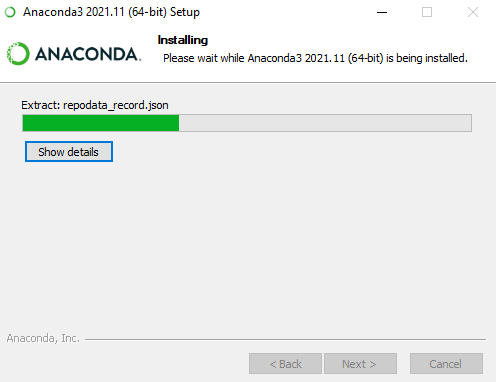 Anaconda3 2021.11 (64-bit) Setup
Installing
Please wait while Anaconda3 2021.11 (64-bit) is being installed.
ANACONDA.
Extract: repodata_record.json
Show details
Anaconda, Inc.
< Back Next > Cancel